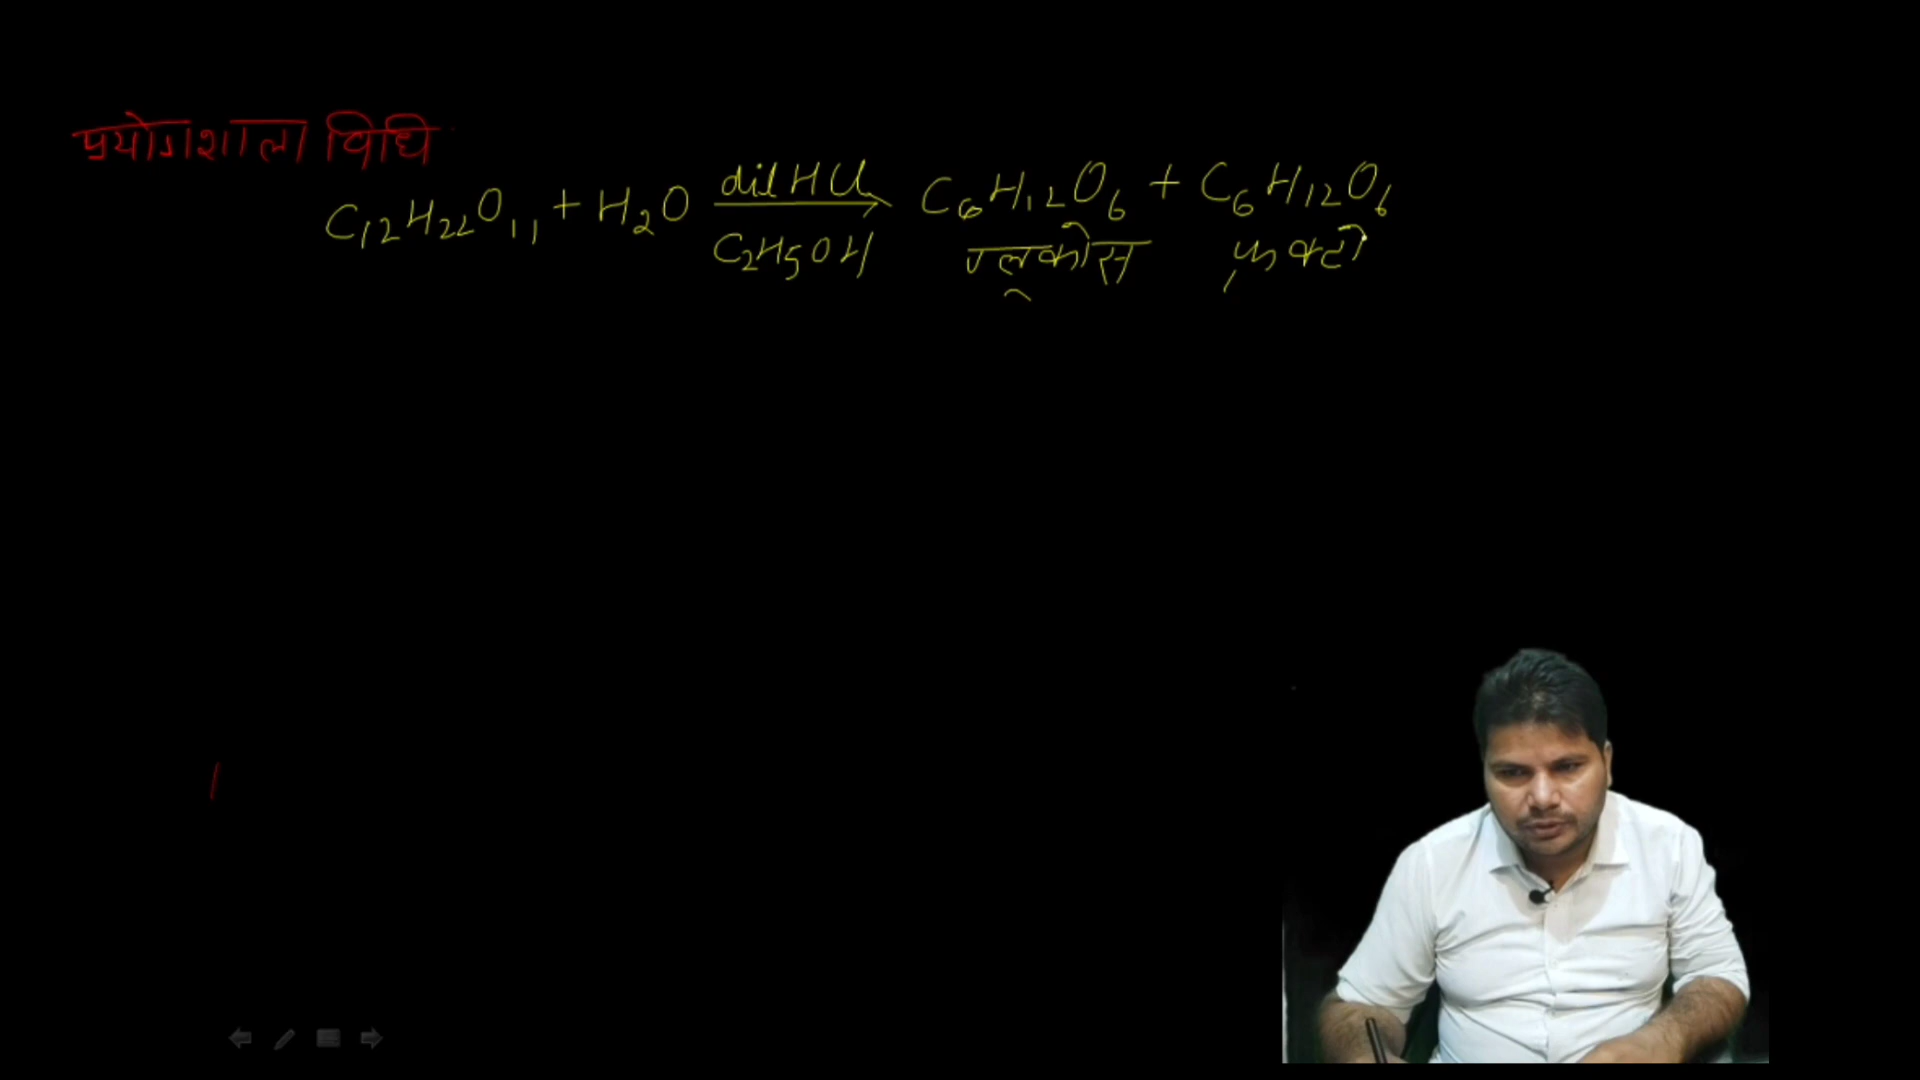 प्रयोगशाला विधि
C₁₂H₂₂O₁₁ + H₂O dil HCl C₂H₅OH → C₆H₁₂O₆ + C₆H₁₂O₆
ग्लूकोस फ्रक्टो